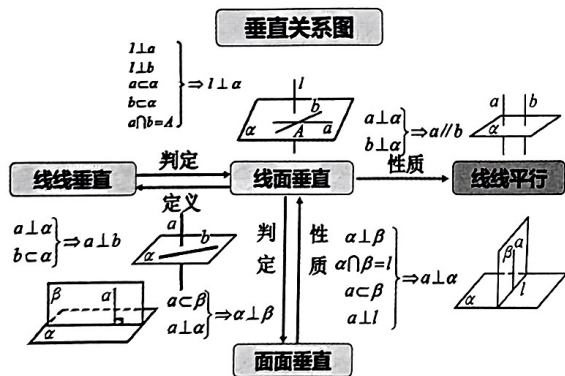 垂直关系图
l⊥a
l⊥b
a⊂α
b⊂α
a∩b=A
⇒l⊥α
l
b
α
A
a
a⊥α
b⊥α
⇒a//b
a
b
α
线线垂直
判定
定义
线面垂直
性质
线线平行
a⊥α
b⊂α
⇒a⊥b
a
b
α
判定
性质
α⊥β
α∩β=l
a⊂β
a⊥l
⇒a⊥α
β
a
l
α
β
a
α
a⊂β
a⊥α
⇒α⊥β
面面垂直